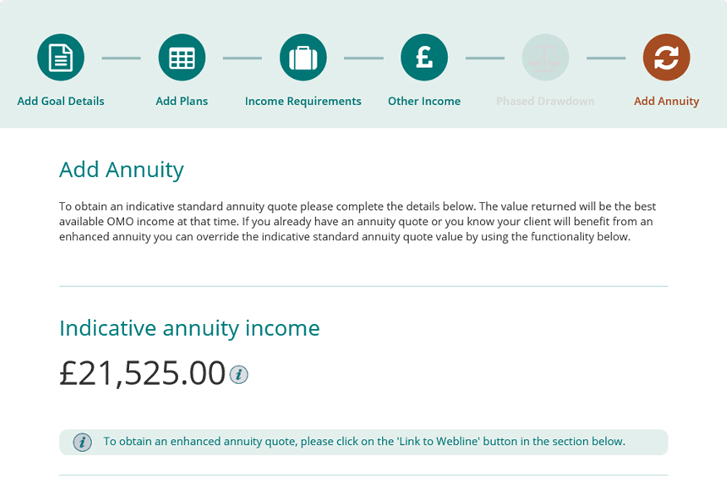 Add Goal Details
Add Plans
Income Requirements
Other Income
Phased Drawdown
Add Annuity
Add Annuity
To obtain an indicative standard annuity quote please complete the details below. The value returned will be the best
available OMO income at that time. If you already have an annuity quote or you know your client will benefit from an
enhanced annuity you can override the indicative standard annuity quote value by using the functionality below.
Indicative annuity income
£21,525.00 i
i To obtain an enhanced annuity quote, please click on the 'Link to Webline' button in the section below.